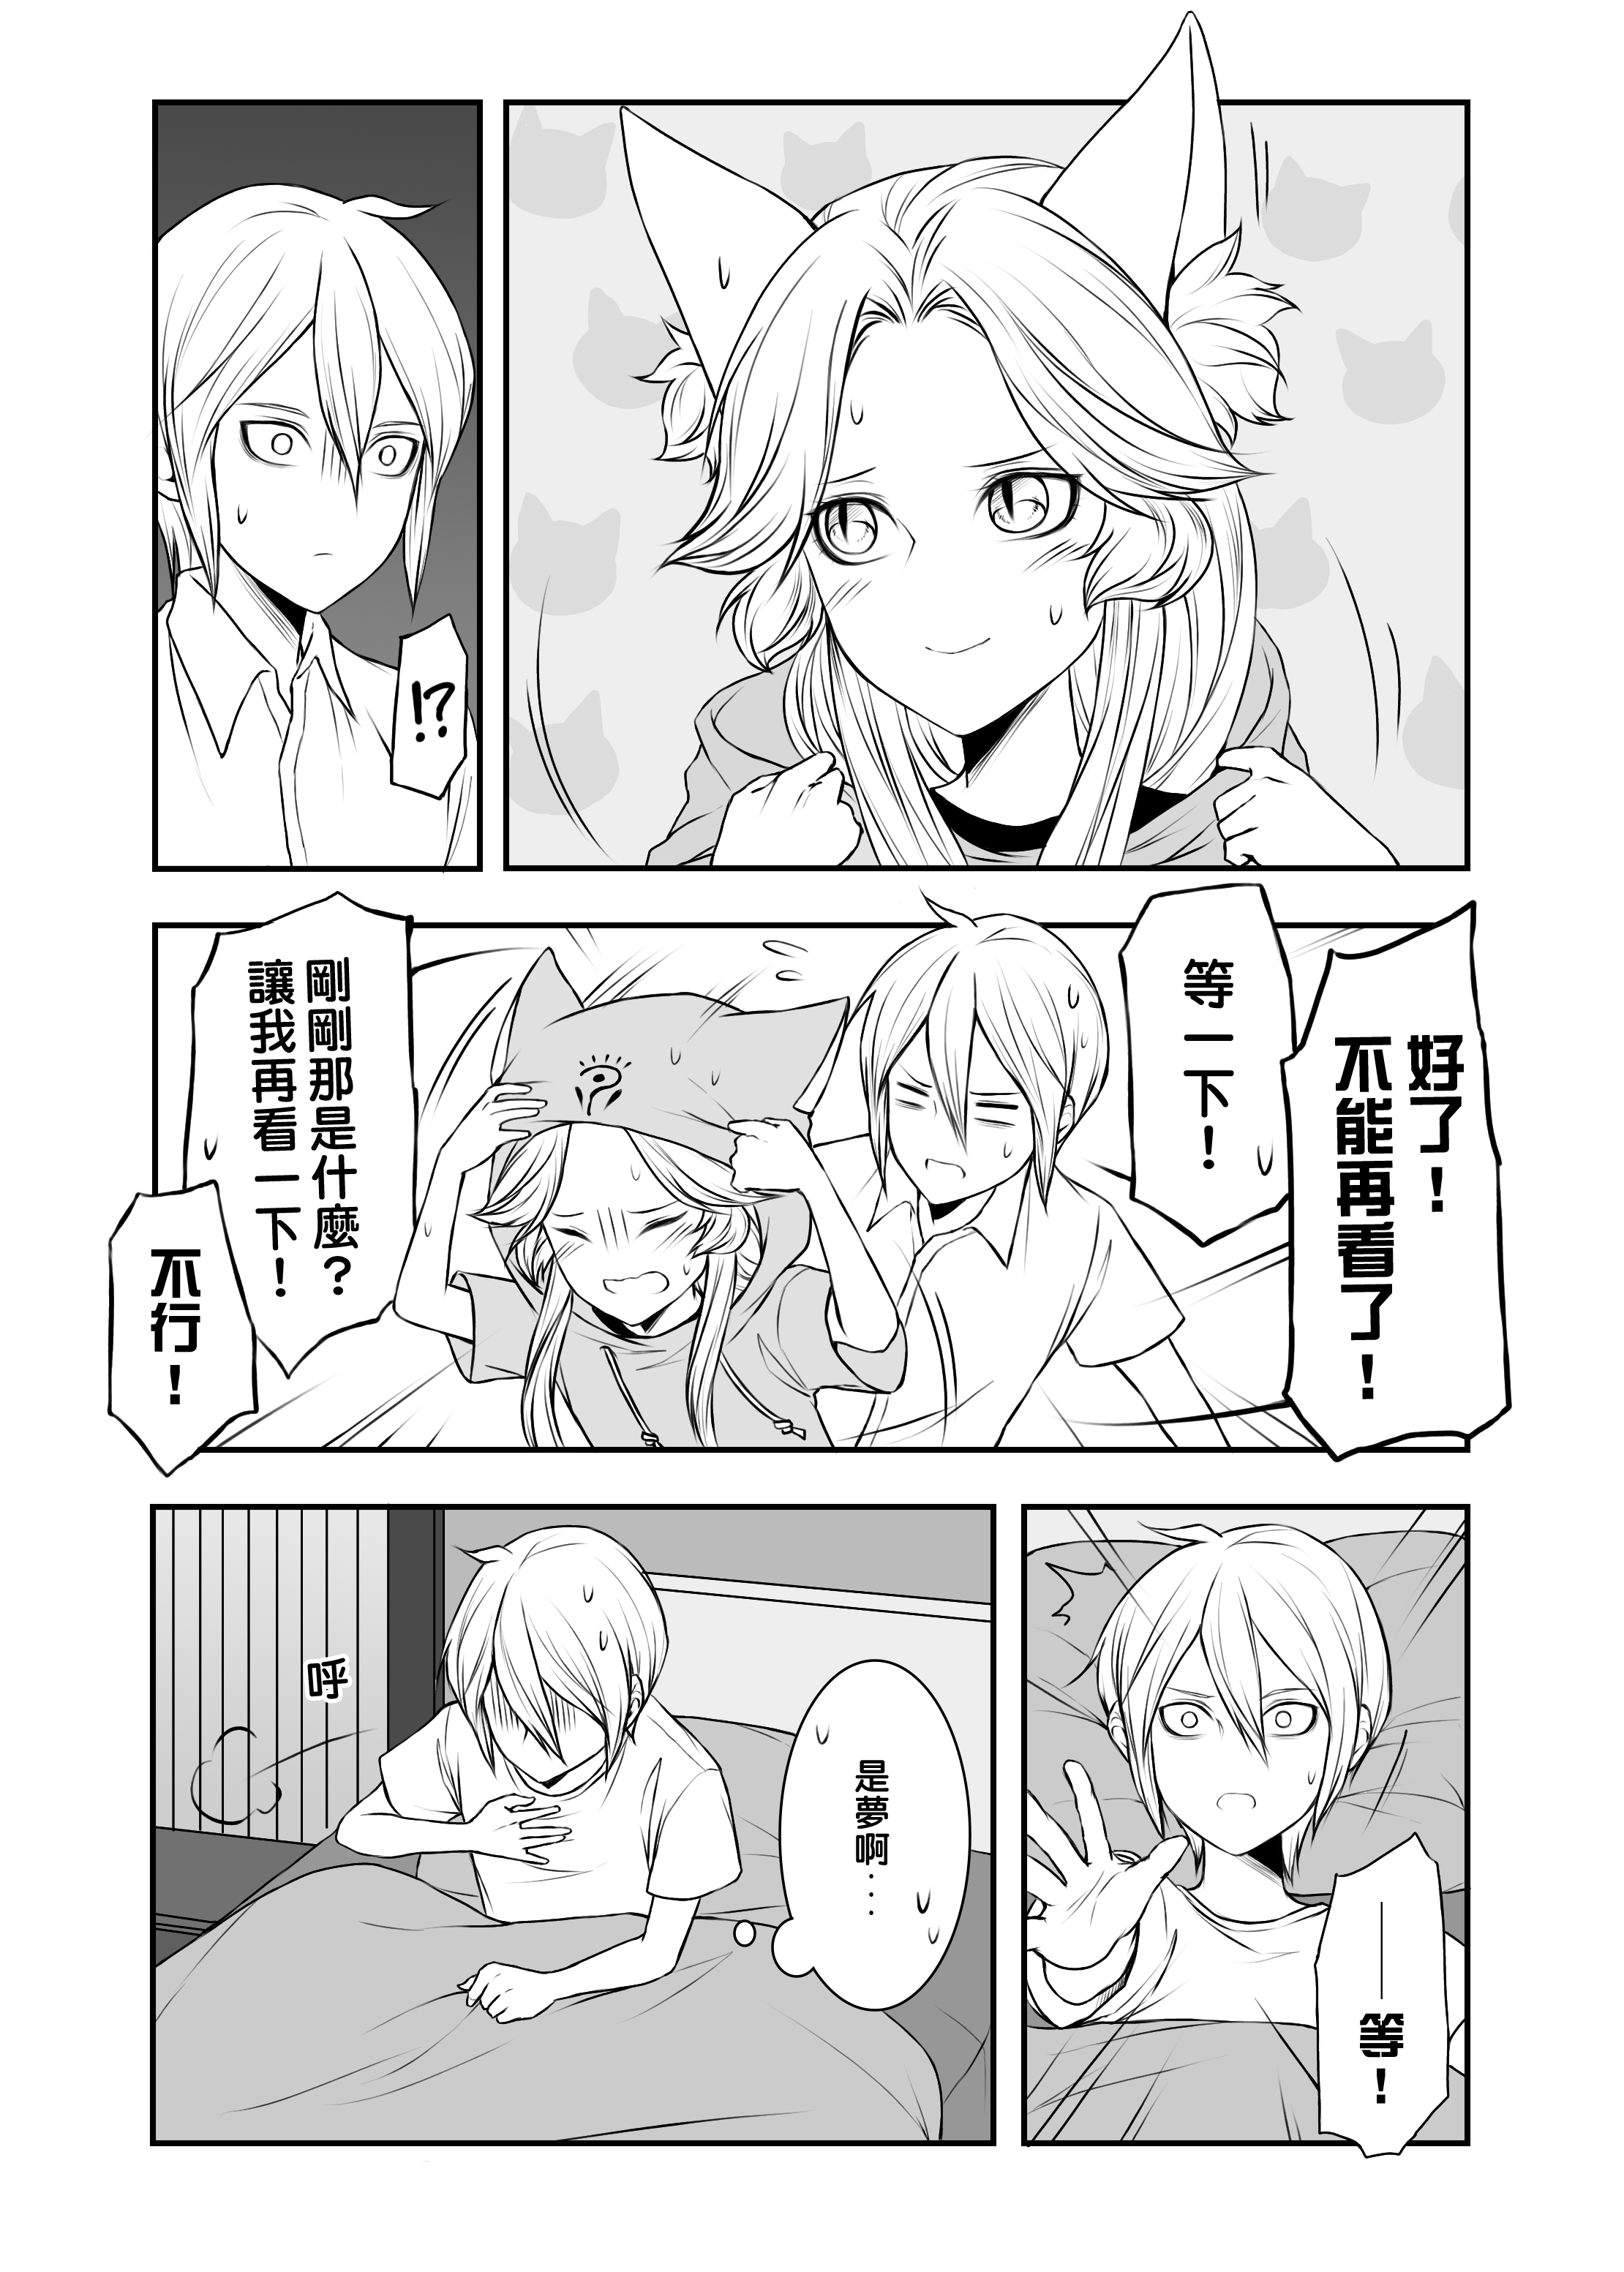 !?
好了！
不能再看了！
等一下！
剛剛那是什麼？
讓我再看一下！
不行！
——等！
是夢啊...
呼